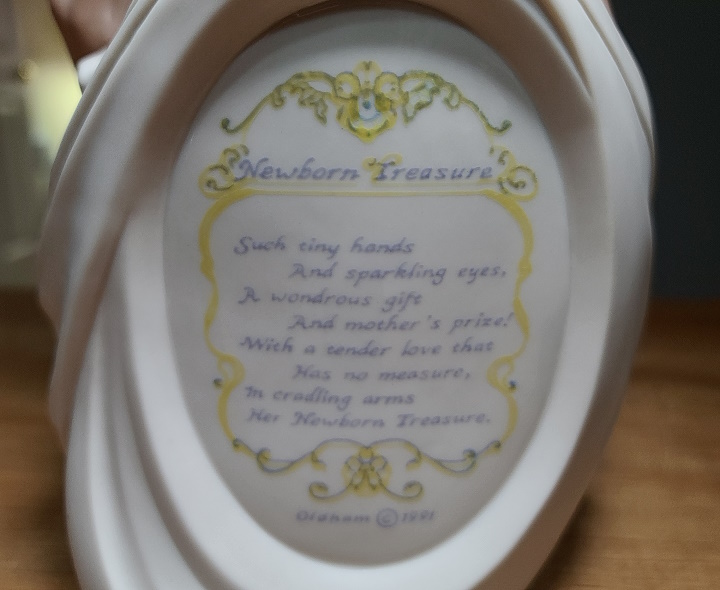 Newborn Treasure
Such tiny hands
And sparkling eyes,
A wondrous gift
And mother's prize!
With a tender love that
Has no measure,
In cradling arms
Her Newborn Treasure.
Oldham © 1991